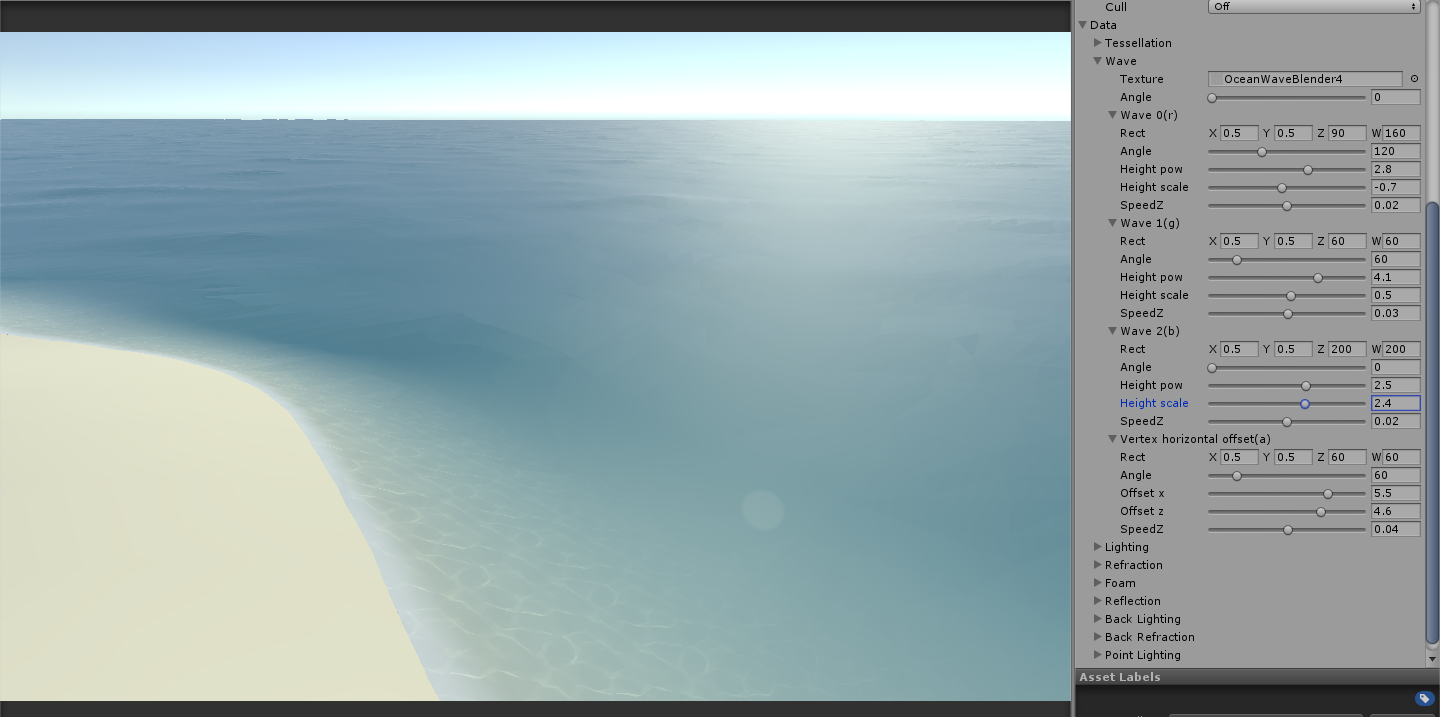 Cull Off
Data
Tessellation
Wave
Texture OceanWaveBlender4
Angle 0
Wave 0(r)
Rect X 0.5 Y 0.5 Z 90 W 160
Angle 120
Height pow 2.8
Height scale -0.7
SpeedZ 0.02
Wave 1(g)
Rect X 0.5 Y 0.5 Z 60 W 60
Angle 60
Height pow 4.1
Height scale 0.5
SpeedZ 0.03
Wave 2(b)
Rect X 0.5 Y 0.5 Z 200 W 200
Angle 0
Height pow 2.5
Height scale 2.4
SpeedZ 0.02
Vertex horizontal offset(a)
Rect X 0.5 Y 0.5 Z 60 W 60
Angle 60
Offset x 5.5
Offset z 4.6
SpeedZ 0.04
Lighting
Refraction
Foam
Reflection
Back Lighting
Back Refraction
Point Lighting
Asset Labels